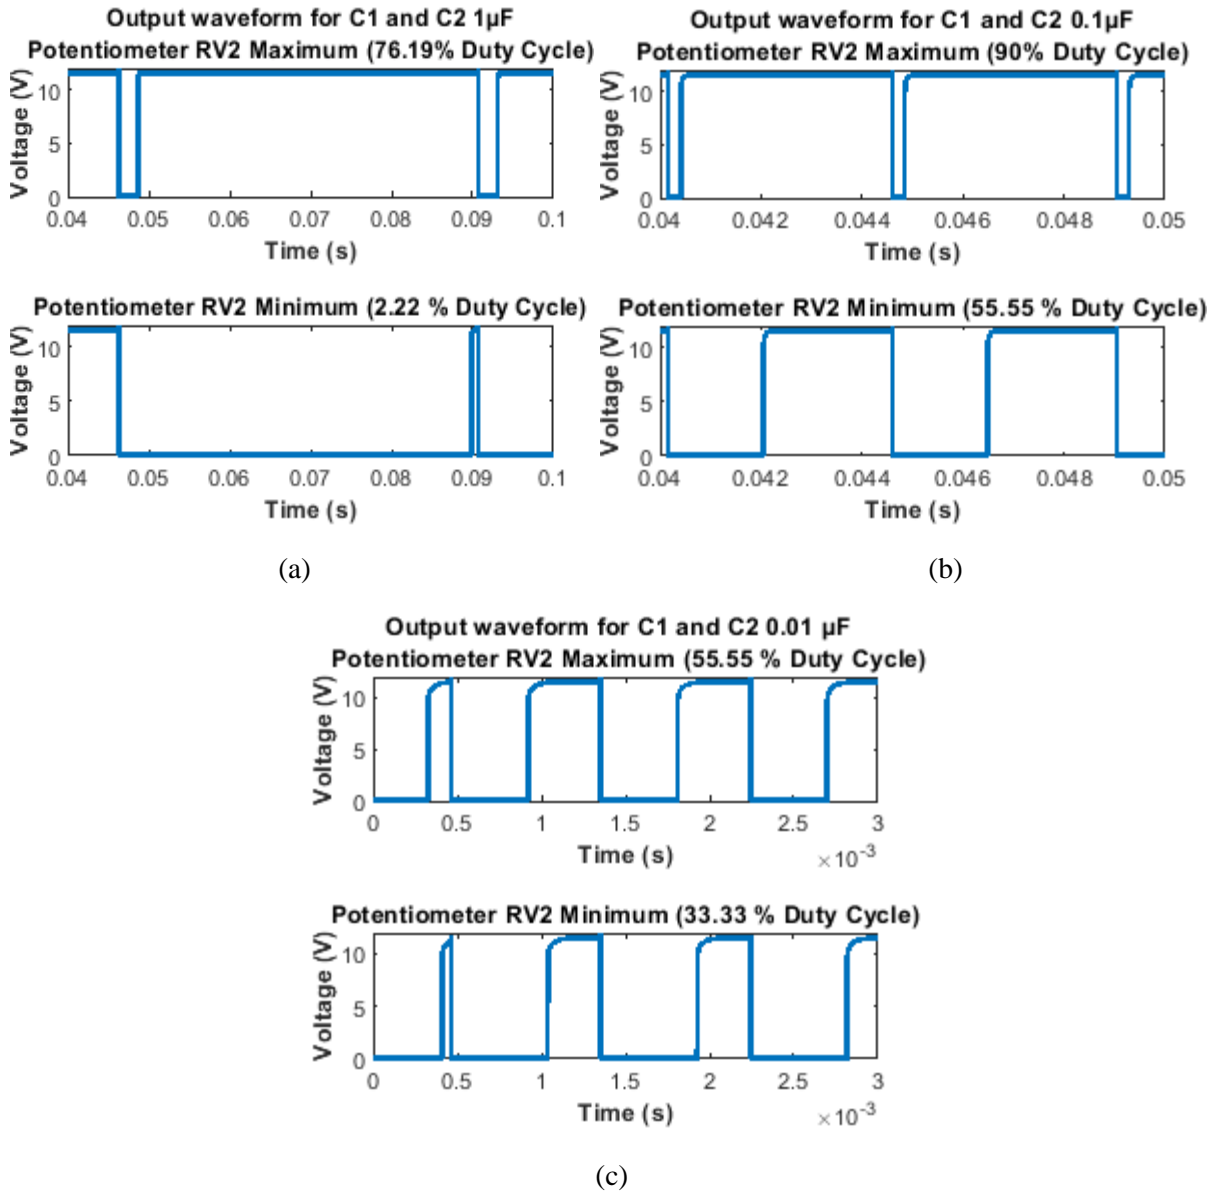 Output waveform for C1 and C2 1µF
Potentiometer RV2 Maximum (76.19% Duty Cycle)
Voltage (V)
10
5
0
0.04 0.05 0.06 0.07 0.08 0.09 0.1
Time (s)
Potentiometer RV2 Minimum (2.22 % Duty Cycle)
Voltage (V)
10
5
0
0.04 0.05 0.06 0.07 0.08 0.09 0.1
Time (s)
(a)
Output waveform for C1 and C2 0.1µF
Potentiometer RV2 Maximum (90% Duty Cycle)
Voltage (V)
10
5
0
0.04 0.042 0.044 0.046 0.048 0.05
Time (s)
Potentiometer RV2 Minimum (55.55 % Duty Cycle)
Voltage (V)
10
5
0
0.04 0.042 0.044 0.046 0.048 0.05
Time (s)
(b)
Output waveform for C1 and C2 0.01 µF
Potentiometer RV2 Maximum (55.55 % Duty Cycle)
Voltage (V)
10
5
0
0 0.5 1 1.5 2 2.5 3
Time (s)
×10⁻³
Potentiometer RV2 Minimum (33.33 % Duty Cycle)
Voltage (V)
10
5
0
0 0.5 1 1.5 2 2.5 3
Time (s)
×10⁻³
(c)